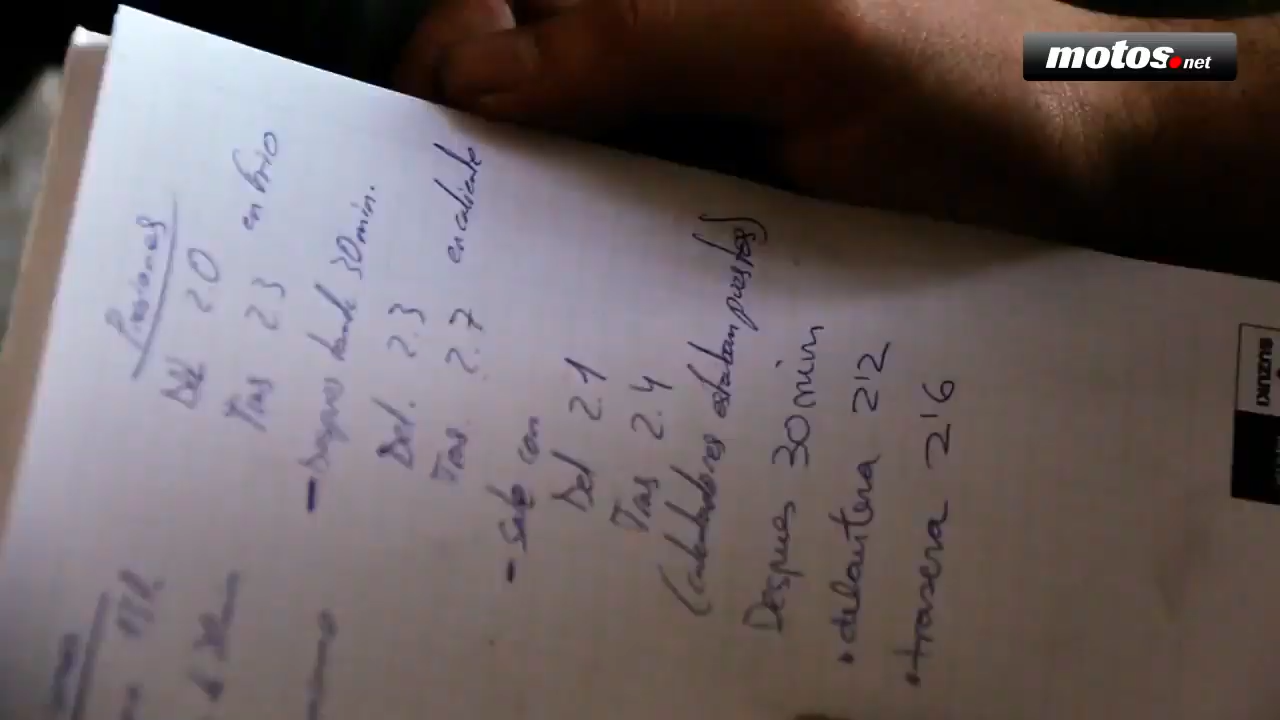 motos.net
Presiones
Del 2.0
Tras 2.3 en frio
- Despues tanda 30 min.
Del. 2.3
Tras. 2.7 en caliente
- Sale con
Del 2.1
Tras 2.4
(calentadores estaban puestos)
Despues 30 min
• delantera 2'2
• trasera 2'6
SUZUKI